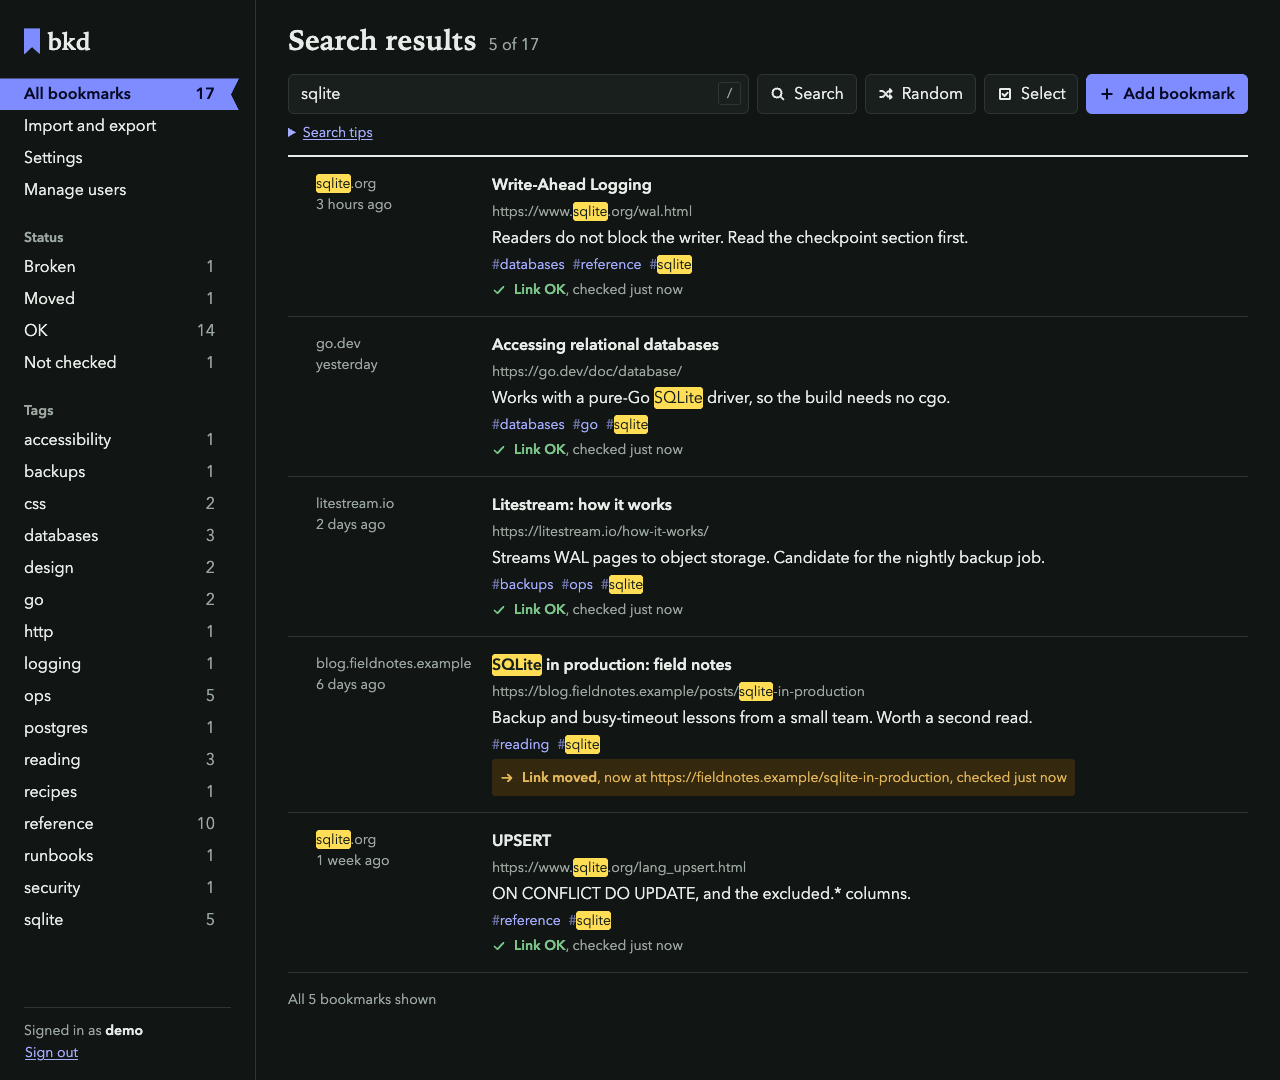 bkd
All bookmarks 17
Import and export
Settings
Manage users
Status
Broken 1
Moved 1
OK 14
Not checked 1
Tags
accessibility 1
backups 1
css 2
databases 3
design 2
go 2
http 1
logging 1
ops 5
postgres 1
reading 3
recipes 1
reference 10
runbooks 1
security 1
sqlite 5
Signed in as demo
Sign out
Search results 5 of 17
sqlite / Search Random Select + Add bookmark
Search tips
sqlite.org
3 hours ago
Write-Ahead Logging
https://www.sqlite.org/wal.html
Readers do not block the writer. Read the checkpoint section first.
#databases #reference #sqlite
Link OK, checked just now
go.dev
yesterday
Accessing relational databases
https://go.dev/doc/database/
Works with a pure-Go SQLite driver, so the build needs no cgo.
#databases #go #sqlite
Link OK, checked just now
litestream.io
2 days ago
Litestream: how it works
https://litestream.io/how-it-works/
Streams WAL pages to object storage. Candidate for the nightly backup job.
#backups #ops #sqlite
Link OK, checked just now
blog.fieldnotes.example
6 days ago
SQLite in production: field notes
https://blog.fieldnotes.example/posts/sqlite-in-production
Backup and busy-timeout lessons from a small team. Worth a second read.
#reading #sqlite
Link moved, now at https://fieldnotes.example/sqlite-in-production, checked just now
sqlite.org
1 week ago
UPSERT
https://www.sqlite.org/lang_upsert.html
ON CONFLICT DO UPDATE, and the excluded.* columns.
#reference #sqlite
Link OK, checked just now
All 5 bookmarks shown